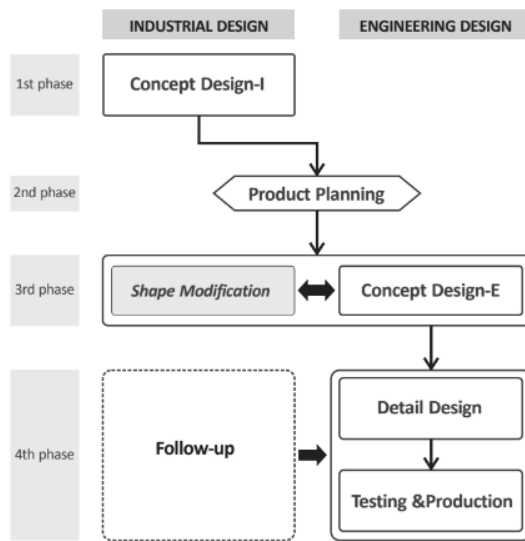 INDUSTRIAL DESIGN
ENGINEERING DESIGN
1st phase
Concept Design-I
2nd phase
Product Planning
3rd phase
Shape Modification
Concept Design-E
4th phase
Follow-up
Detail Design
Testing &Production